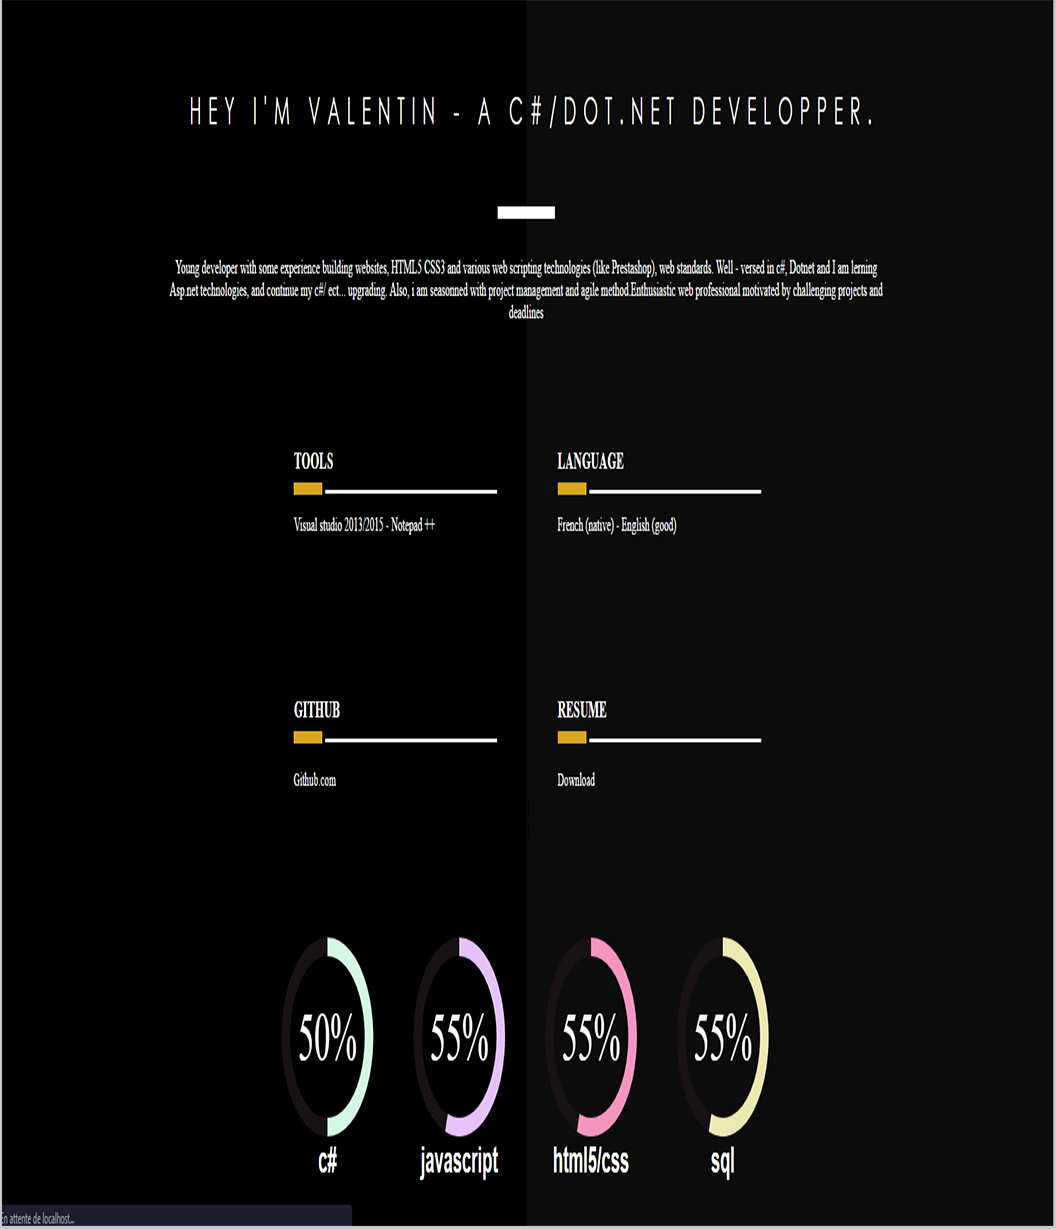 HEY I'M VALENTIN - A C#/DOT.NET DEVELOPPER.
Young developer with some experience building websites, HTML5 CSS3 and various web scripting technologies (like Prestashop), web standards. Well - versed in c#, Dotnet and I am lerning
Asp.net technologies, and continue my c#/ ect... upgrading. Also, i am seasonned with project management and agile method.Enthusiastic web professional motivated by challenging projects and
deadlines
TOOLS
Visual studio 2013/2015 - Notepad ++
LANGUAGE
French (native) - English (good)
GITHUB
Github.com
RESUME
Download
50%
c#
55%
javascript
55%
html5/css
55%
sql
En attente de localhost...